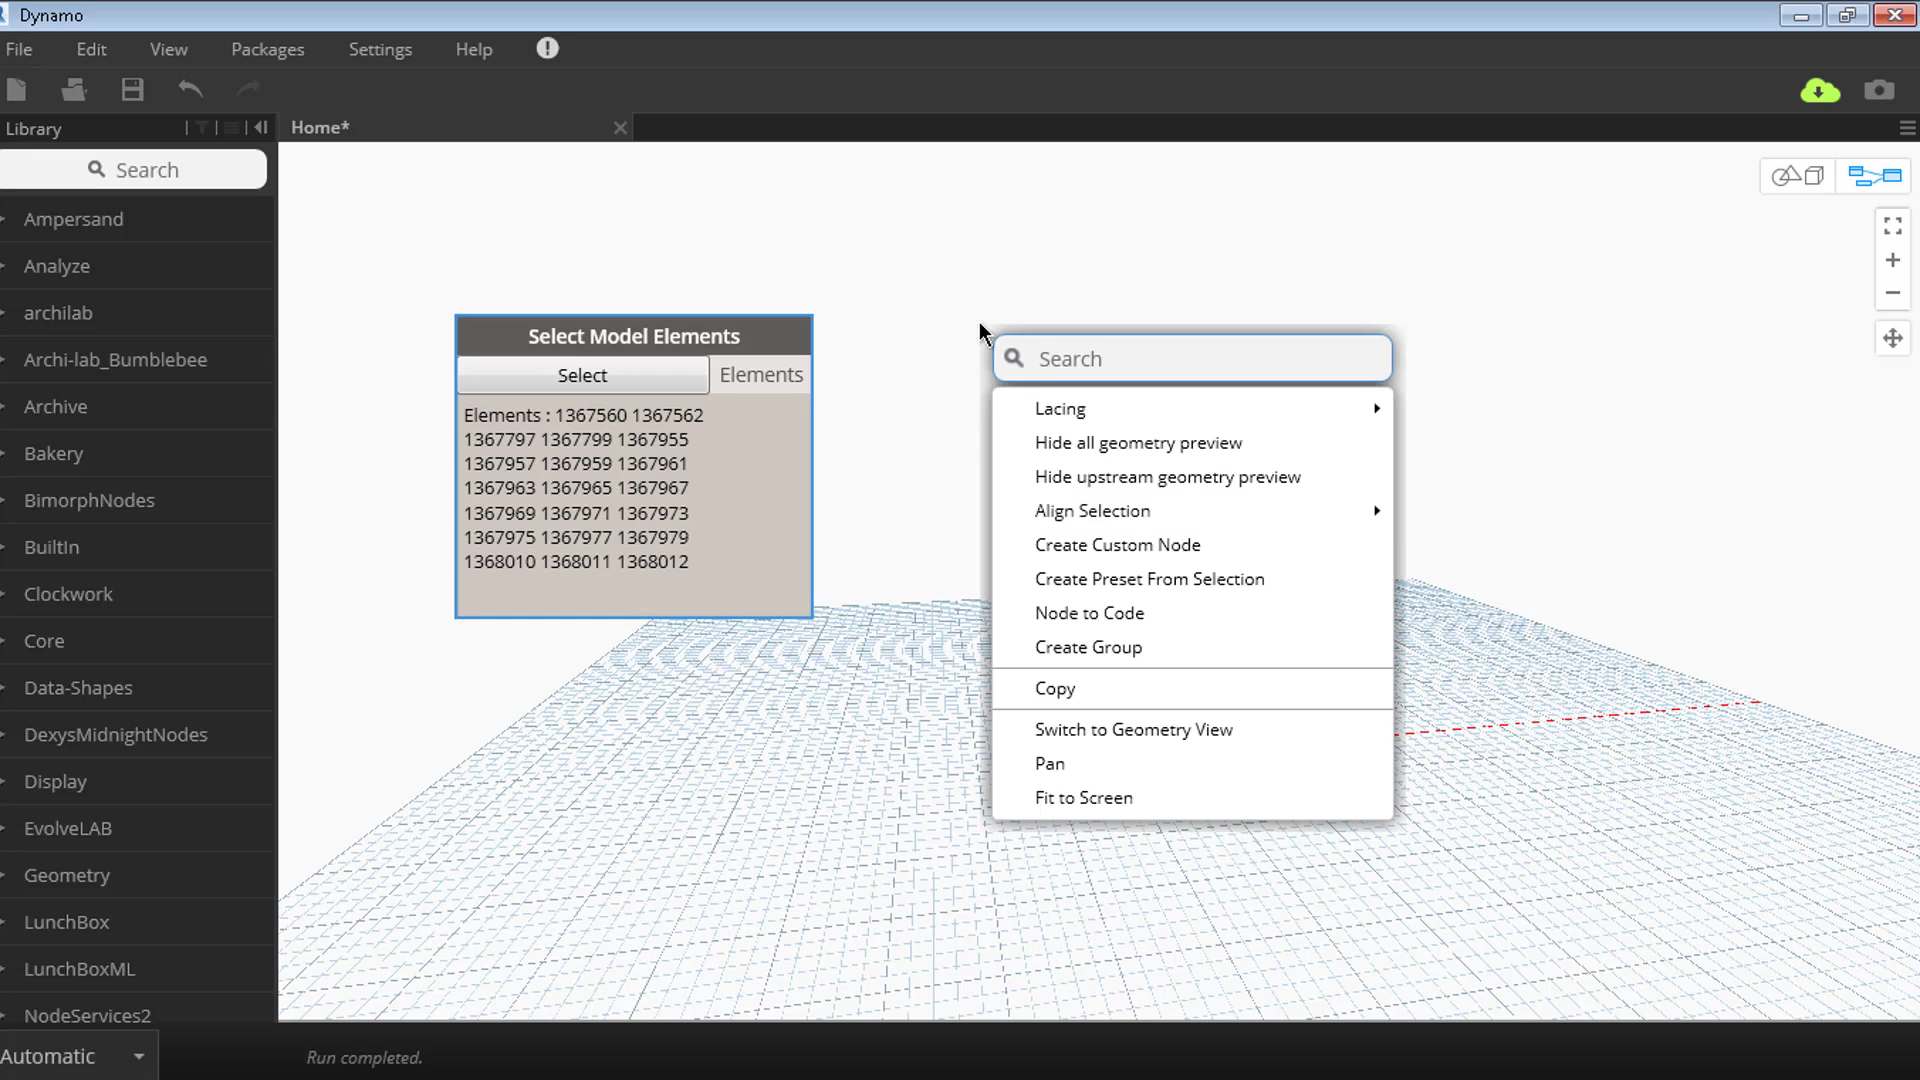 Dynamo
File Edit View Packages Settings Help
Library
Home*
Search
Ampersand
Analyze
archilab
Archi-lab_Bumblebee
Archive
Bakery
BimorphNodes
BuiltIn
Clockwork
Core
Data-Shapes
DexysMidnightNodes
Display
EvolveLAB
Geometry
LunchBox
LunchBoxML
NodeServices2
Select Model Elements
Select Elements
Elements : 1367560 1367562
1367797 1367799 1367955
1367957 1367959 1367961
1367963 1367965 1367967
1367969 1367971 1367973
1367975 1367977 1367979
1368010 1368011 1368012
Search
Lacing
Hide all geometry preview
Hide upstream geometry preview
Align Selection
Create Custom Node
Create Preset From Selection
Node to Code
Create Group
Copy
Switch to Geometry View
Pan
Fit to Screen
Automatic
Run completed.